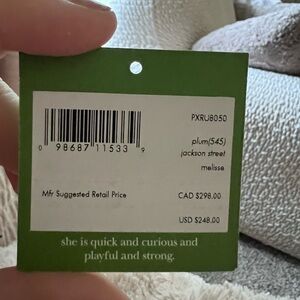 PXRU8050
plum(545)
jackson street
melisse
0 98687 11533 9
Mfr Suggested Retail Price
CAD $298.00
USD $248.00
she is quick and curious and
playful and strong.